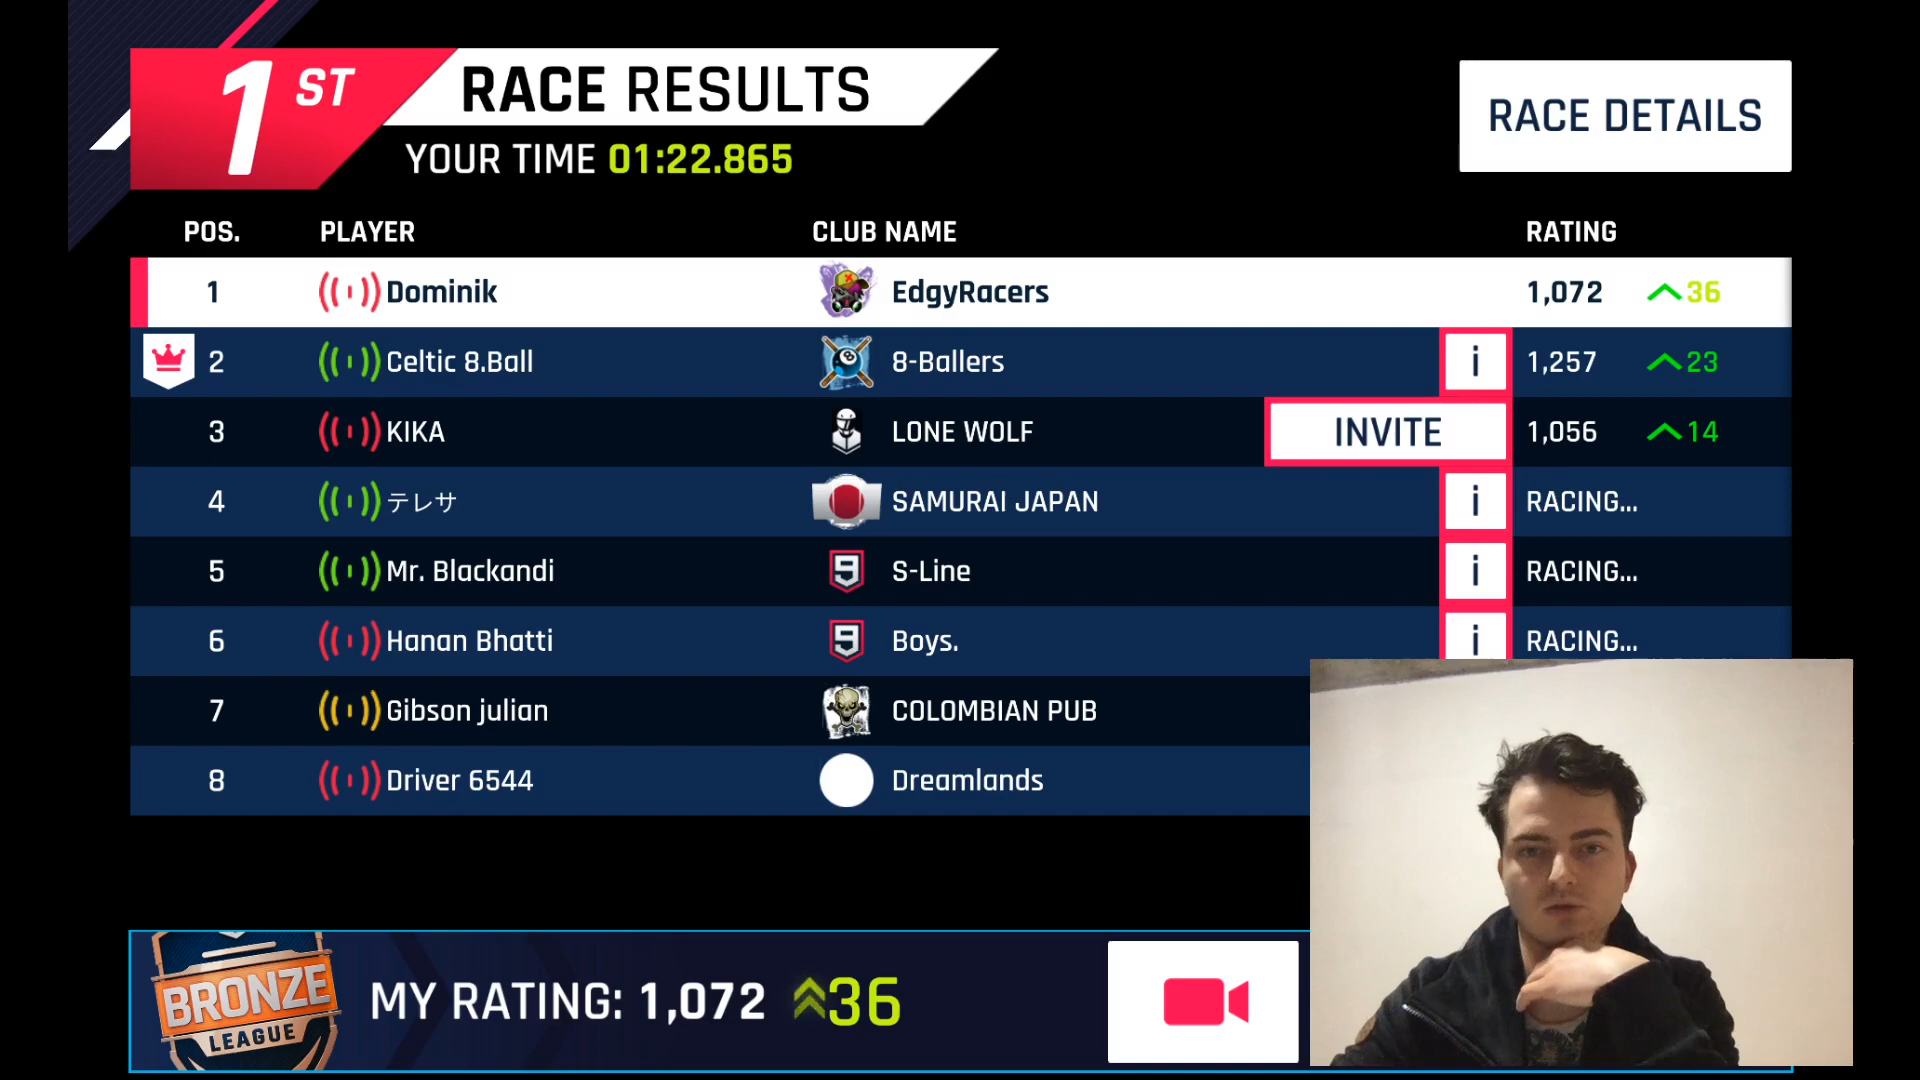 1ST
RACE RESULTS
RACE DETAILS
YOUR TIME 01:22.865
POS. PLAYER CLUB NAME RATING
1 Dominik EdgyRacers 1,072 36
2 Celtic 8.Ball 8 8-Ballers i 1,257 23
3 KIKA LONE WOLF INVITE 1,056 14
4 テレサ SAMURAI JAPAN i RACING...
5 Mr. Blackandi 9 S-Line i RACING...
6 Hanan Bhatti 9 Boys. i RACING...
7 Gibson julian COLOMBIAN PUB
8 Driver 6544 Dreamlands
BRONZE
LEAGUE
MY RATING: 1,072 36